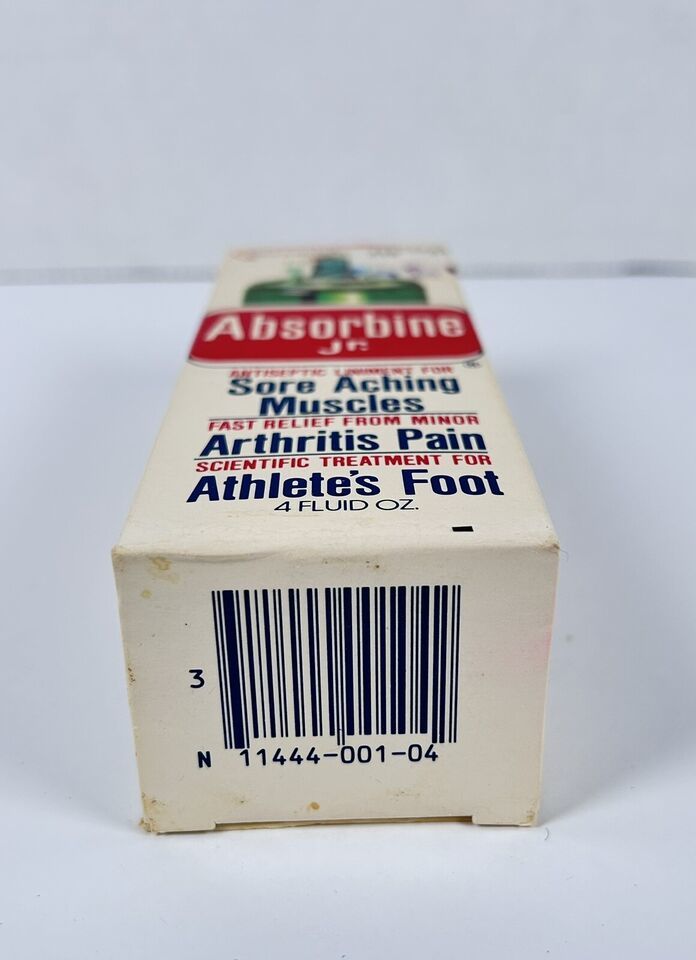 Absorbine
Jr.
®
ANTISEPTIC LINIMENT FOR
Sore Aching
Muscles
FAST RELIEF FROM MINOR
Arthritis Pain
SCIENTIFIC TREATMENT FOR
Athlete's Foot
4 FLUID OZ.
3
N 11444-001-04